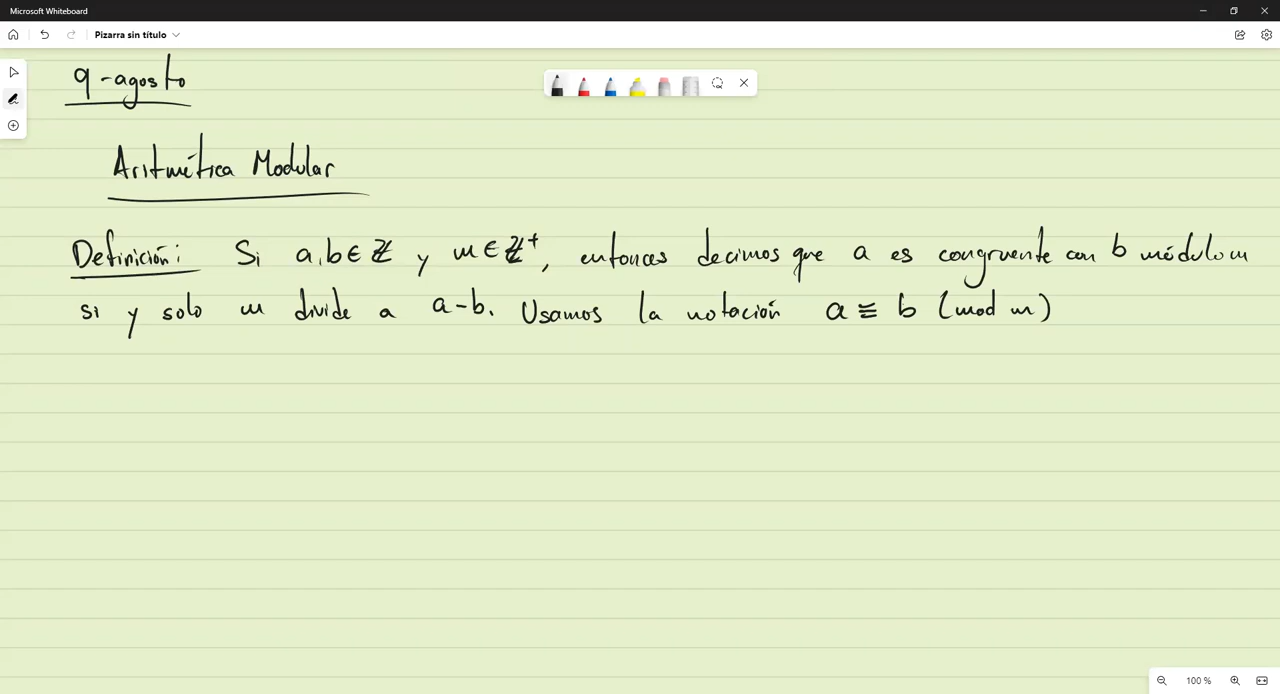 Microsoft Whiteboard
Pizarra sin título
9-agosto
Aritmética Modular
Definición: Si a,b∈ℤ y m∈ℤ⁺, entonces decimos que a es congruente con b módulo m
si y solo m divide a a-b. Usamos la notación a≡b (mod m)
100 %